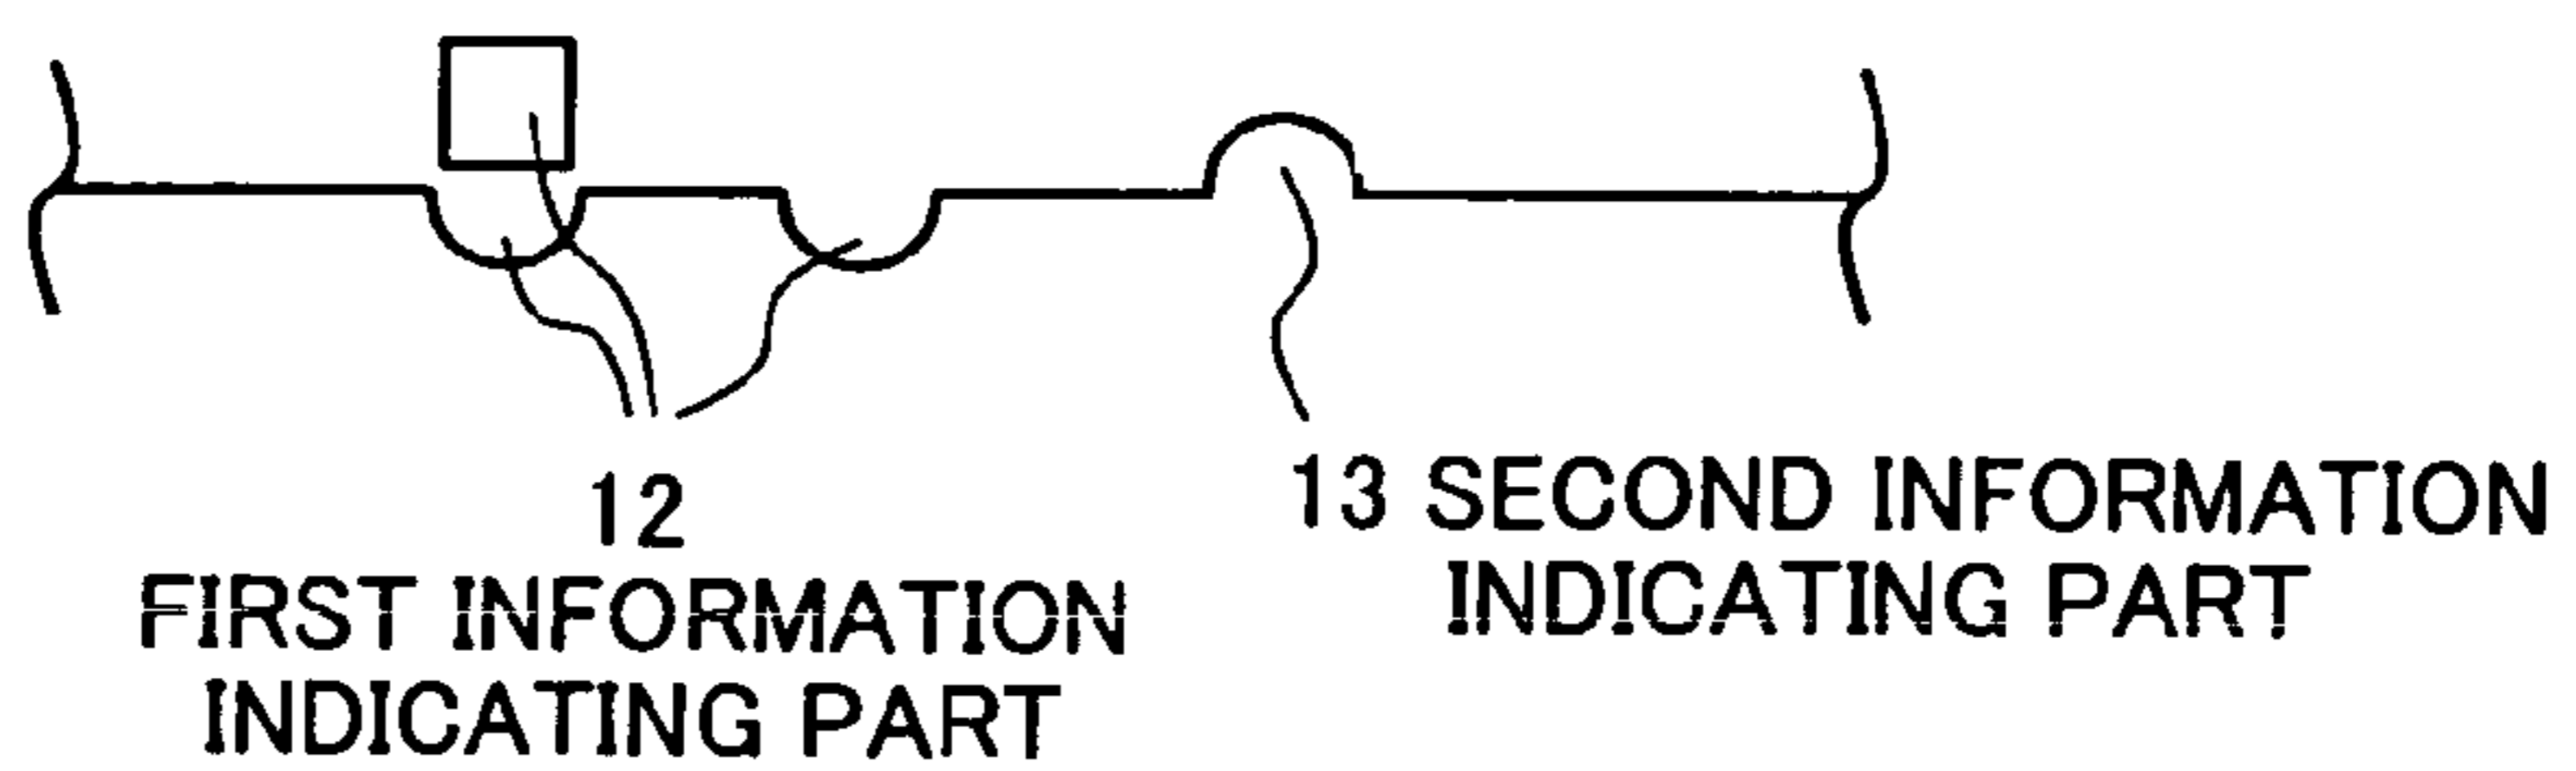 12
FIRST INFORMATION
INDICATING PART
13 SECOND INFORMATION
INDICATING PART